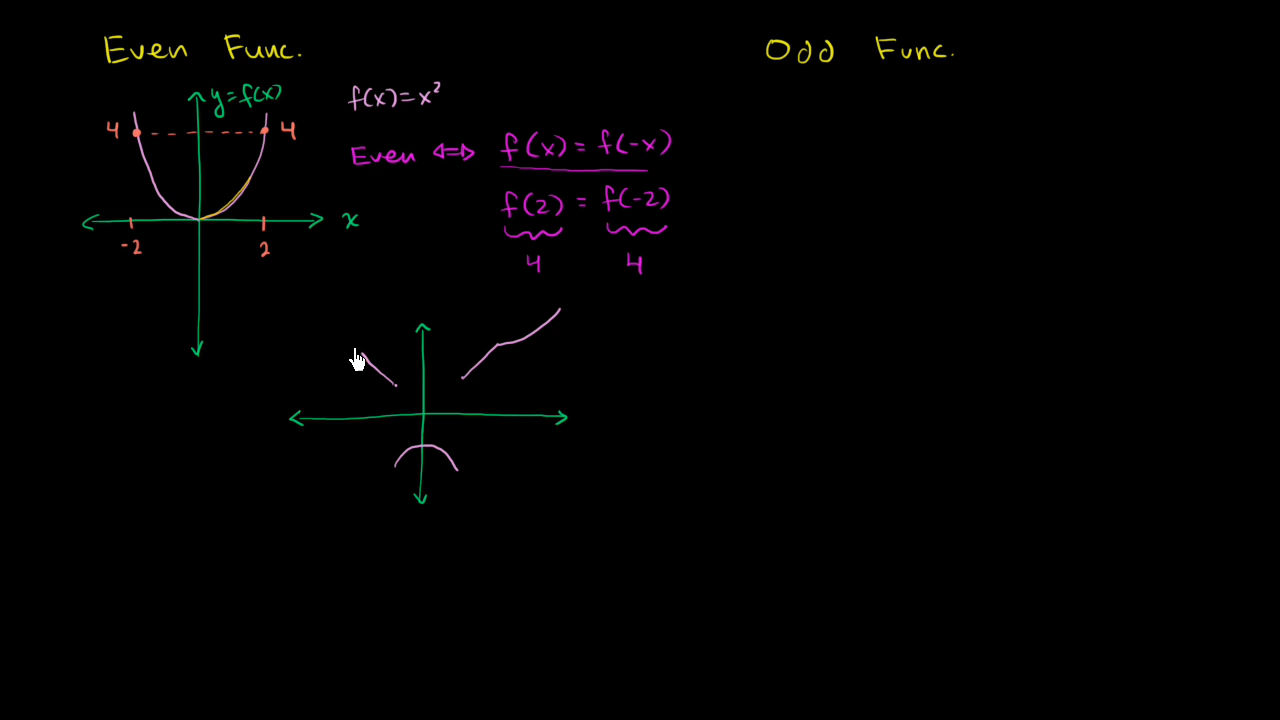 Even Func.
Odd Func.
y=f(x)
f(x)=x²
4
4
Even ⇔ f(x) = f(-x)
f(2) = f(-2)
4 4
x
-2
2